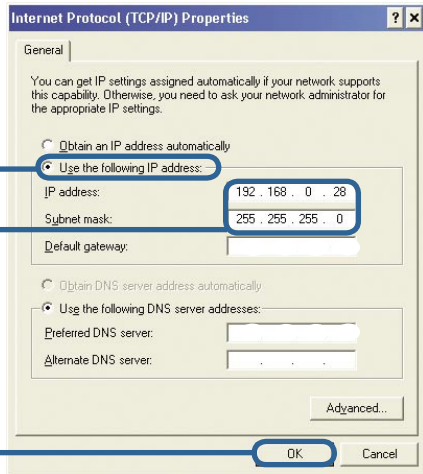 Internet Protocol (TCP/IP) Properties ? ×
General
You can get IP settings assigned automatically if your network supports
this capability. Otherwise, you need to ask your network administrator for
the appropriate IP settings.
Obtain an IP address automatically
Use the following IP address:
IP address: 192 . 168 . 0 . 28
Subnet mask: 255 . 255 . 255 . 0
Default gateway:
Obtain DNS server address automatically
Use the following DNS server addresses:
Preferred DNS server:
Alternate DNS server: . . .
Advanced...
OK Cancel